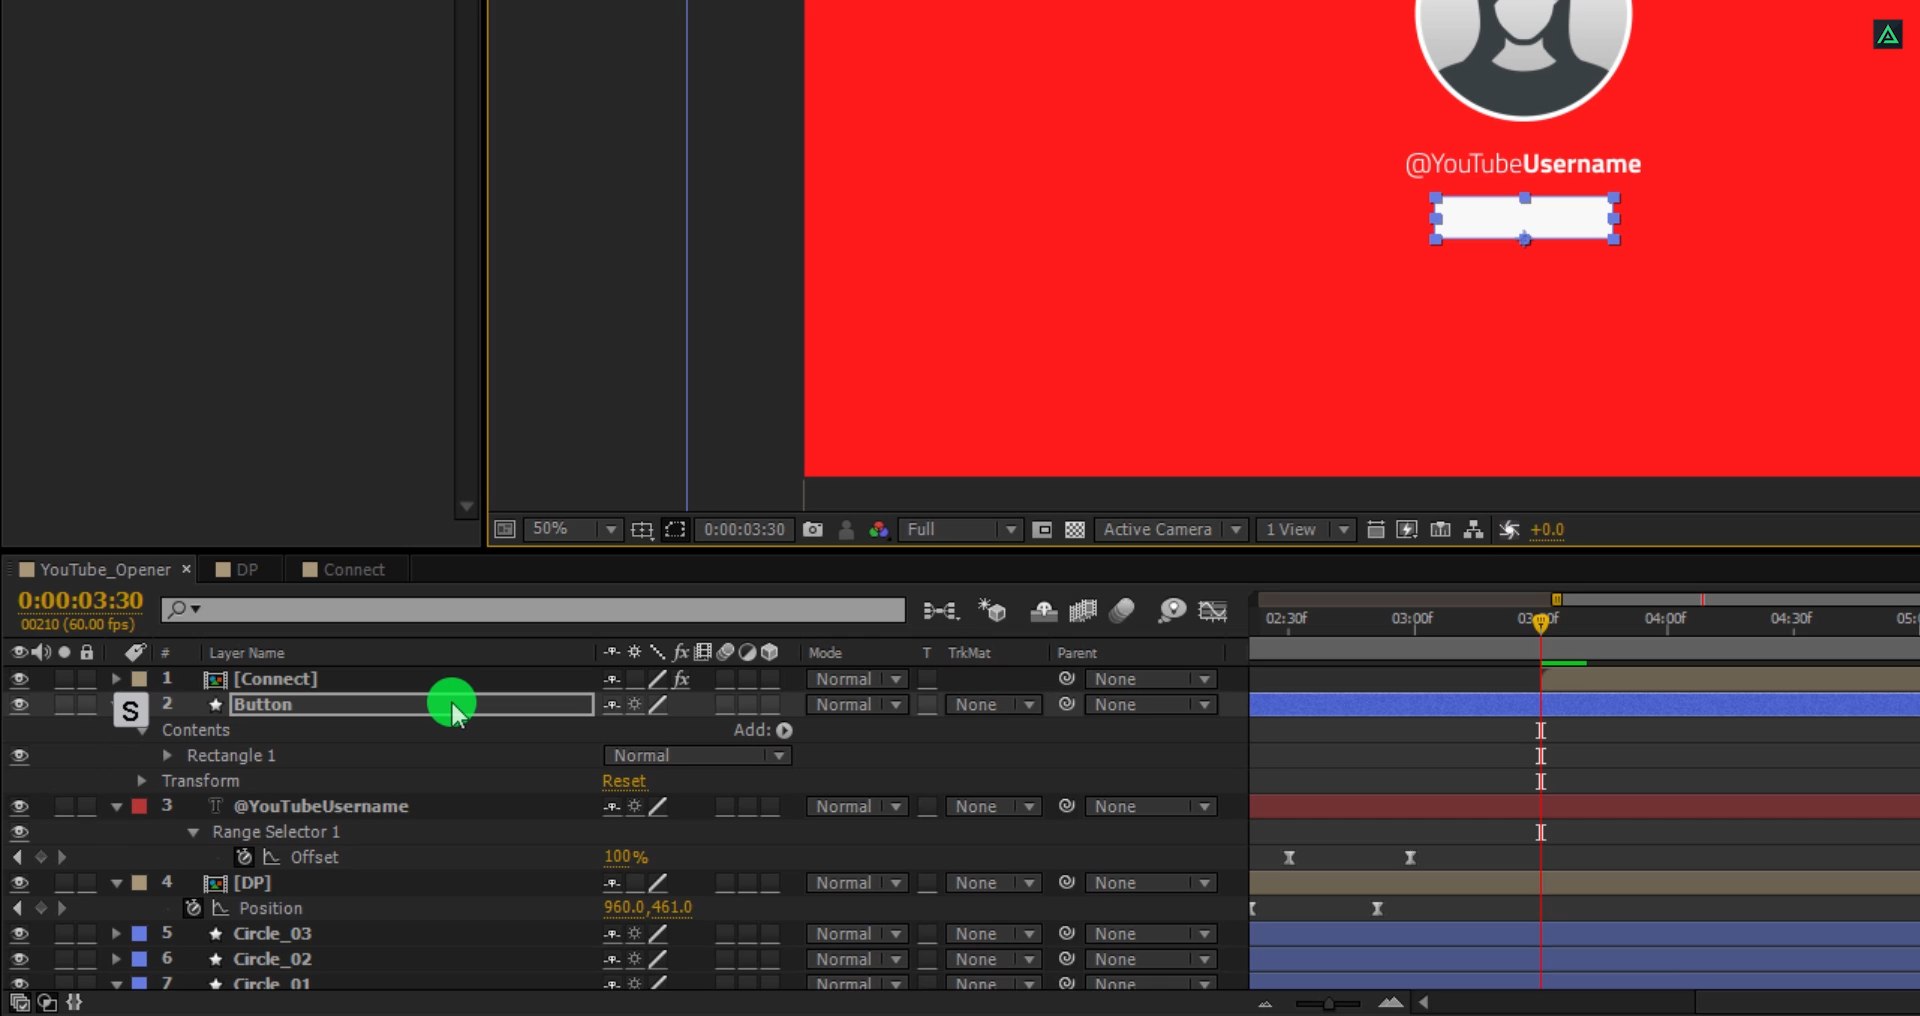 @YouTubeUsername
50%
0:00:03:30
Full
Active Camera
1 View
+0.0
YouTube_Opener ×
DP
Connect
0:00:03:30
00210 (60.00 fps)
02:30f
03:00f
04:00f
04:30f
# Layer Name
fx
Mode
T TrkMat
Parent
1 [Connect]
fx
Normal
None
S
2 Button
Normal
None
None
Contents
Add:
Rectangle 1
Normal
Transform
Reset
3 T @YouTubeUsername
Normal
None
None
Range Selector 1
Offset
100%
4 [DP]
Normal
None
None
Position
960.0,461.0
5 Circle_03
Normal
None
None
6 Circle_02
Normal
None
None
7 Circle_01
Normal
None
None